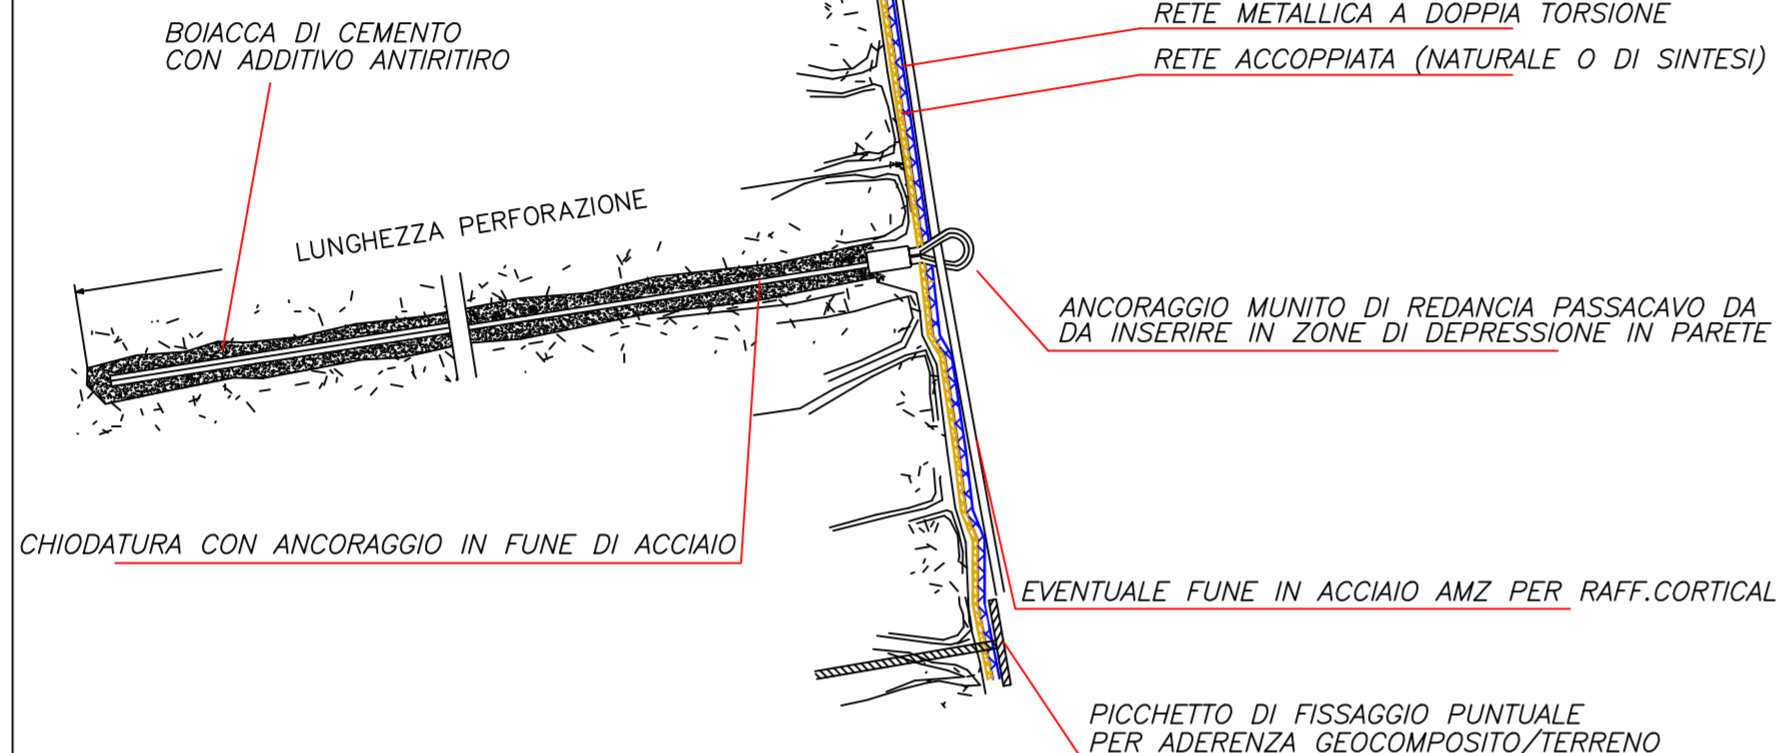 BOIACCA DI CEMENTO
CON ADDITIVO ANTIRITIRO
RETE METALLICA A DOPPIA TORSIONE
RETE ACCOPPIATA (NATURALE O DI SINTESI)
LUNGHEZZA PERFORAZIONE
ANCORAGGIO MUNITO DI REDANCIA PASSACAVO DA
DA INSERIRE IN ZONE DI DEPRESSIONE IN PARETE
CHIODATURA CON ANCORAGGIO IN FUNE DI ACCIAIO
EVENTUALE FUNE IN ACCIAIO AMZ PER RAFF.CORTICAL
PICCHETTO DI FISSAGGIO PUNTUALE
PER ADERENZA GEOCOMPOSITO/TERRENO